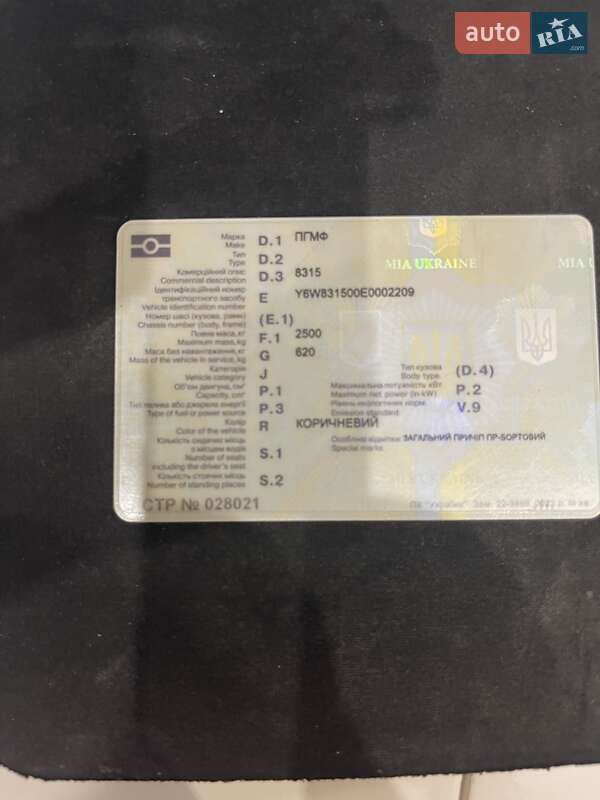 auto RIA .com
MIA UKRAINE
MIA U
Марка
Make
D.1 ПГМФ
Тип
Type
D.2
Комерційний опис
Commercial description
D.3 8315
Ідентифікаційний номер
транспортного засобу
Vehicle identification number
E Y6W831500E0002209
Номер шасі (кузова, рами)
Chassis number (body, frame)
(E.1)
Повна маса, кг
Maximum mass, kg
F.1 2500
Маса без навантаження, кг
Mass of the vehicle in service, kg
G 620
Категорія
Vehicle category
J
Тип кузова
Body type,
(D.4)
Об'єм двигуна, см³
Capacity, cm³
P.1
Максимальна потужність кВт
Maximum net power (in kW)
P.2
Тип палива або джерела енергії
Type of fuel or power source
P.3
Рівень екологічних норм.
Emission standard
V.9
Колір
Color of the vehicle
R КОРИЧНЕВИЙ
Кількість сидячих місць
з місцем водія
Number of seats
including the driver's seat
S.1
Особливі відмітки: ЗАГАЛЬНИЙ ПРИЧІП ПР-БОРТОВИЙ
Special marks
Кількість стоячих місць
Number of standing places
S.2
СТР № 028021